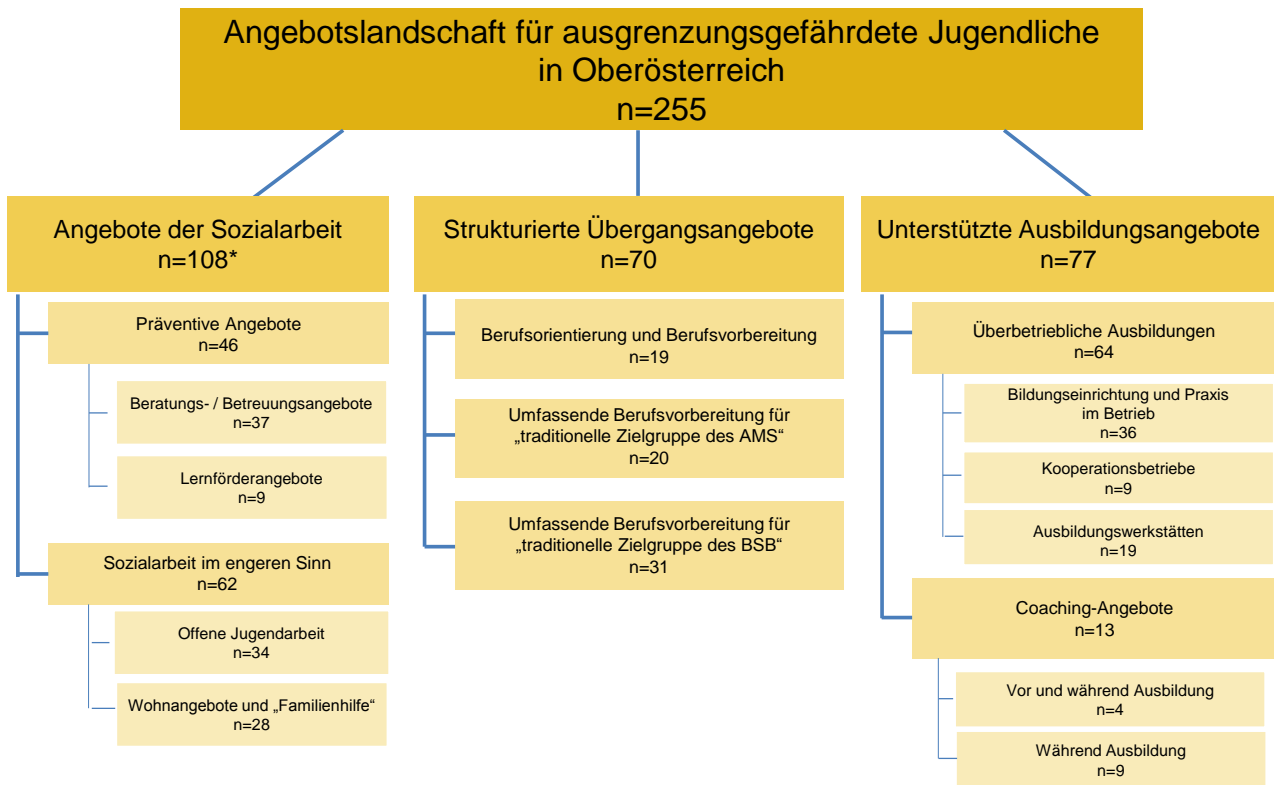 Angebotslandschaft für ausgrenzungsgefährdete Jugendliche
in Oberösterreich
n=255
Angebote der Sozialarbeit
n=108*
Präventive Angebote
n=46
Beratungs- / Betreuungsangebote
n=37
Lernförderangebote
n=9
Sozialarbeit im engeren Sinn
n=62
Offene Jugendarbeit
n=34
Wohnangebote und „Familienhilfe“
n=28
Strukturierte Übergangsangebote
n=70
Berufsorientierung und Berufsvorbereitung
n=19
Umfassende Berufsvorbereitung für
„traditionelle Zielgruppe des AMS“
n=20
Umfassende Berufsvorbereitung für
„traditionelle Zielgruppe des BSB“
n=31
Unterstützte Ausbildungsangebote
n=77
Überbetriebliche Ausbildungen
n=64
Bildungseinrichtung und Praxis
im Betrieb
n=36
Kooperationsbetriebe
n=9
Ausbildungswerkstätten
n=19
Coaching-Angebote
n=13
Vor und während Ausbildung
n=4
Während Ausbildung
n=9